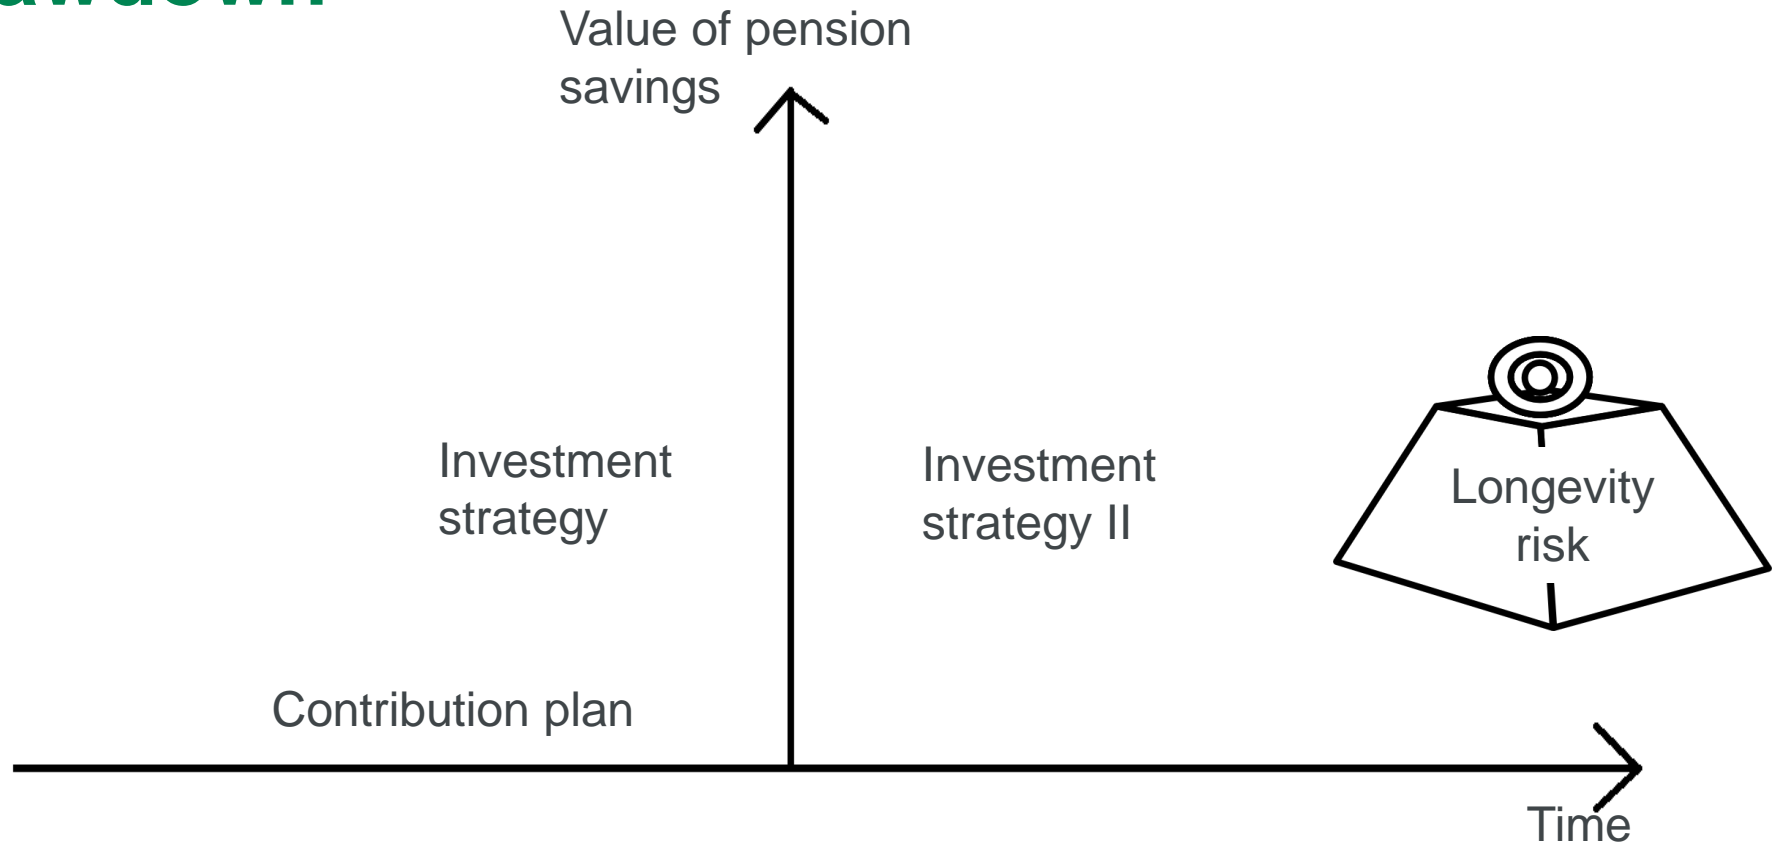 Value of pension
savings
Investment
strategy
Investment
strategy II
Longevity
risk
Contribution plan
Time